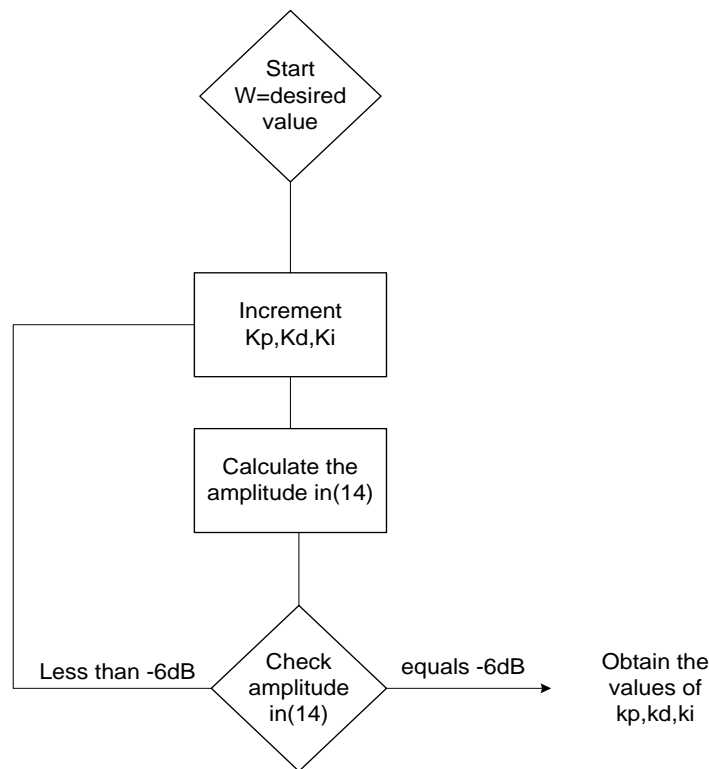 Start
W=desired
value
Increment
Kp,Kd,Ki
Calculate the
amplitude in(14)
Less than -6dB
Check
amplitude
in(14)
equals -6dB
Obtain the
values of
kp,kd,ki